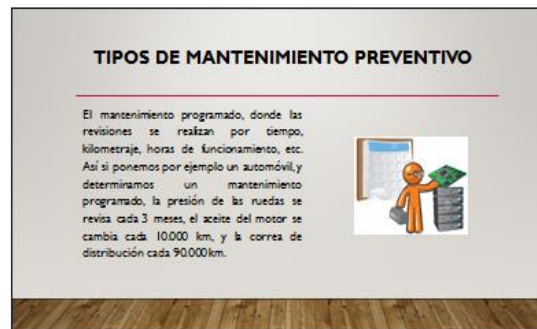 TIPOS DE MANTENIMIENTO PREVENTIVO
El mantenimiento programado, donde las
revisiones se realizan por tiempo,
kilometraje, horas de funcionamiento, etc.
Así si ponemos por ejemplo un automóvil, y
determinamos un mantenimiento
programado, la presión de las ruedas se
revisa cada 3 meses, el aceite del motor se
cambia cada 10.000 km, y la correa de
distribución cada 90.000km.